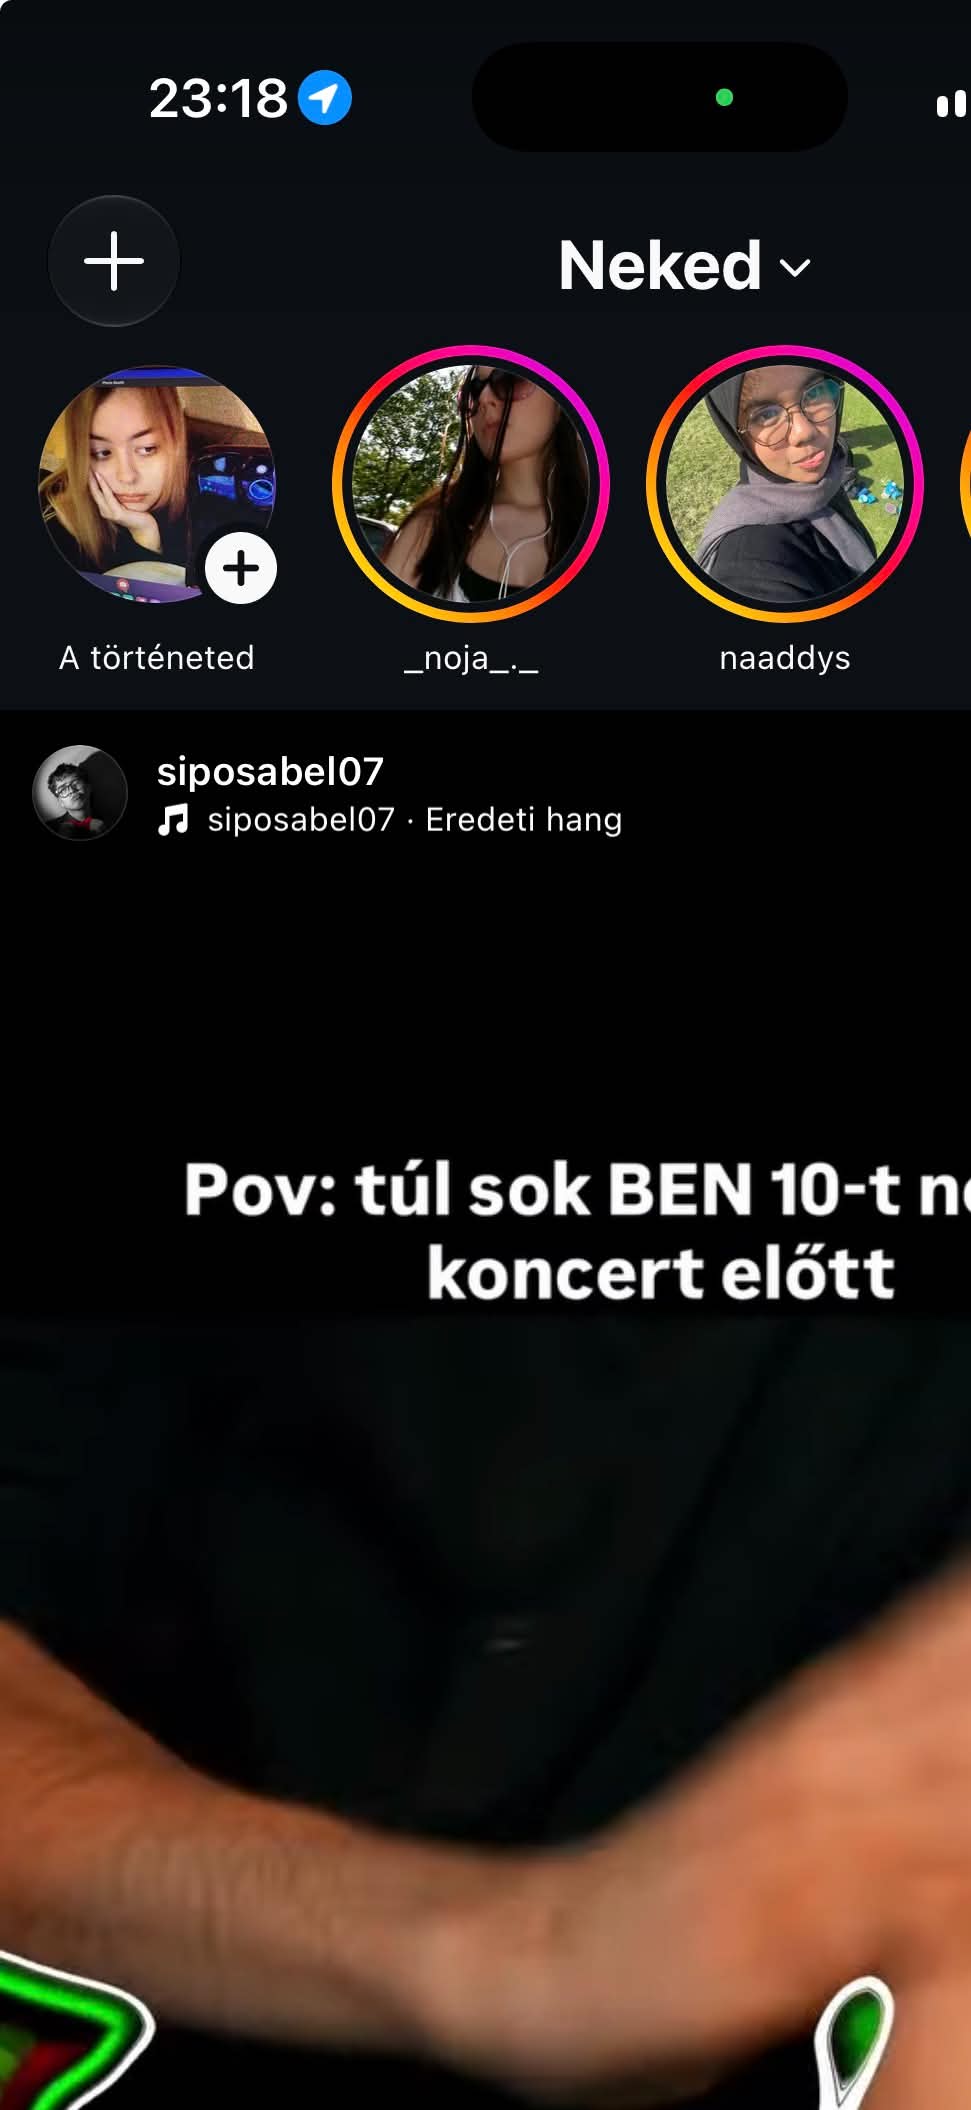 23:18
Neked
A történeted
_noja_._
naaddys
siposabel07
siposabel07 · Eredeti hang
Pov: túl sok BEN 10-t
koncert előtt